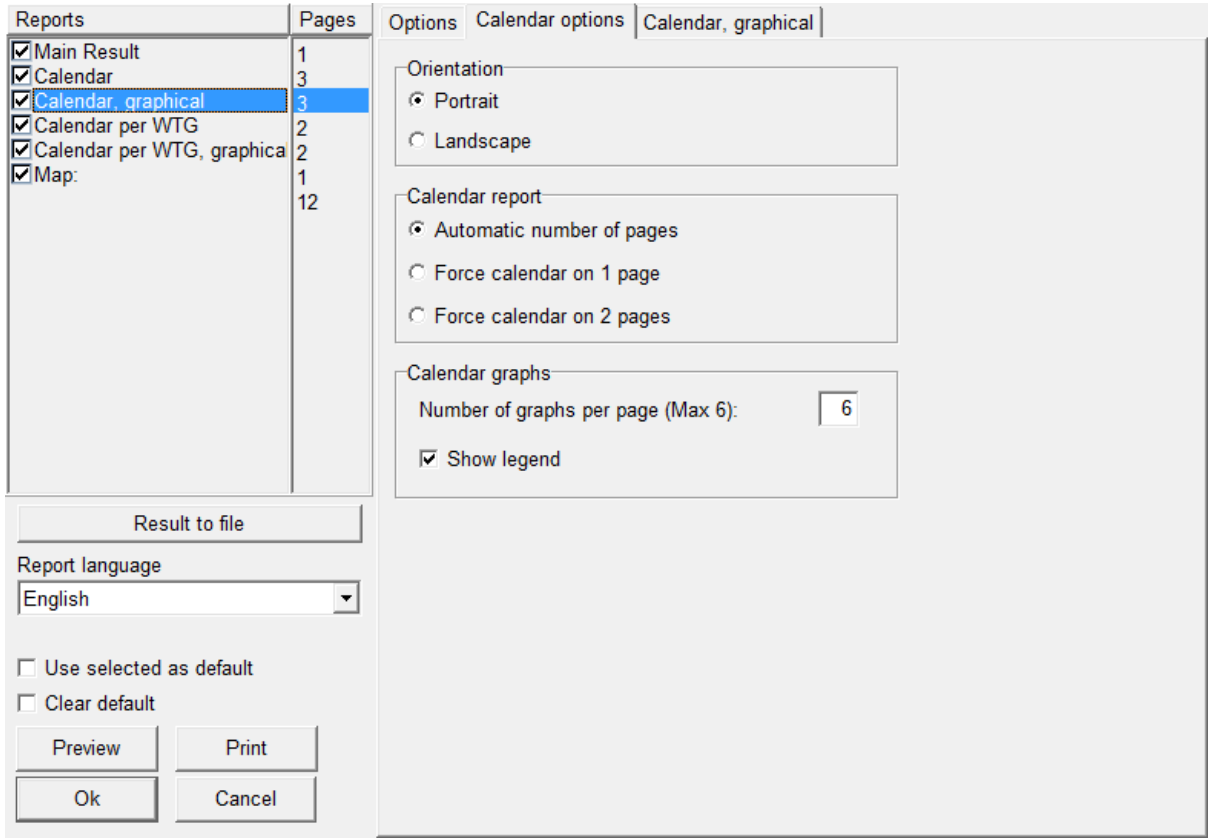 Reports Pages
Main Result 1
Calendar 3
Calendar, graphical 3
Calendar per WTG 2
Calendar per WTG, graphical 2
Map: 1
12
Result to file
Report language
English
Use selected as default
Clear default
Preview Print
Ok Cancel
Options Calendar options Calendar, graphical
Orientation
Portrait
Landscape
Calendar report
Automatic number of pages
Force calendar on 1 page
Force calendar on 2 pages
Calendar graphs
Number of graphs per page (Max 6): 6
Show legend